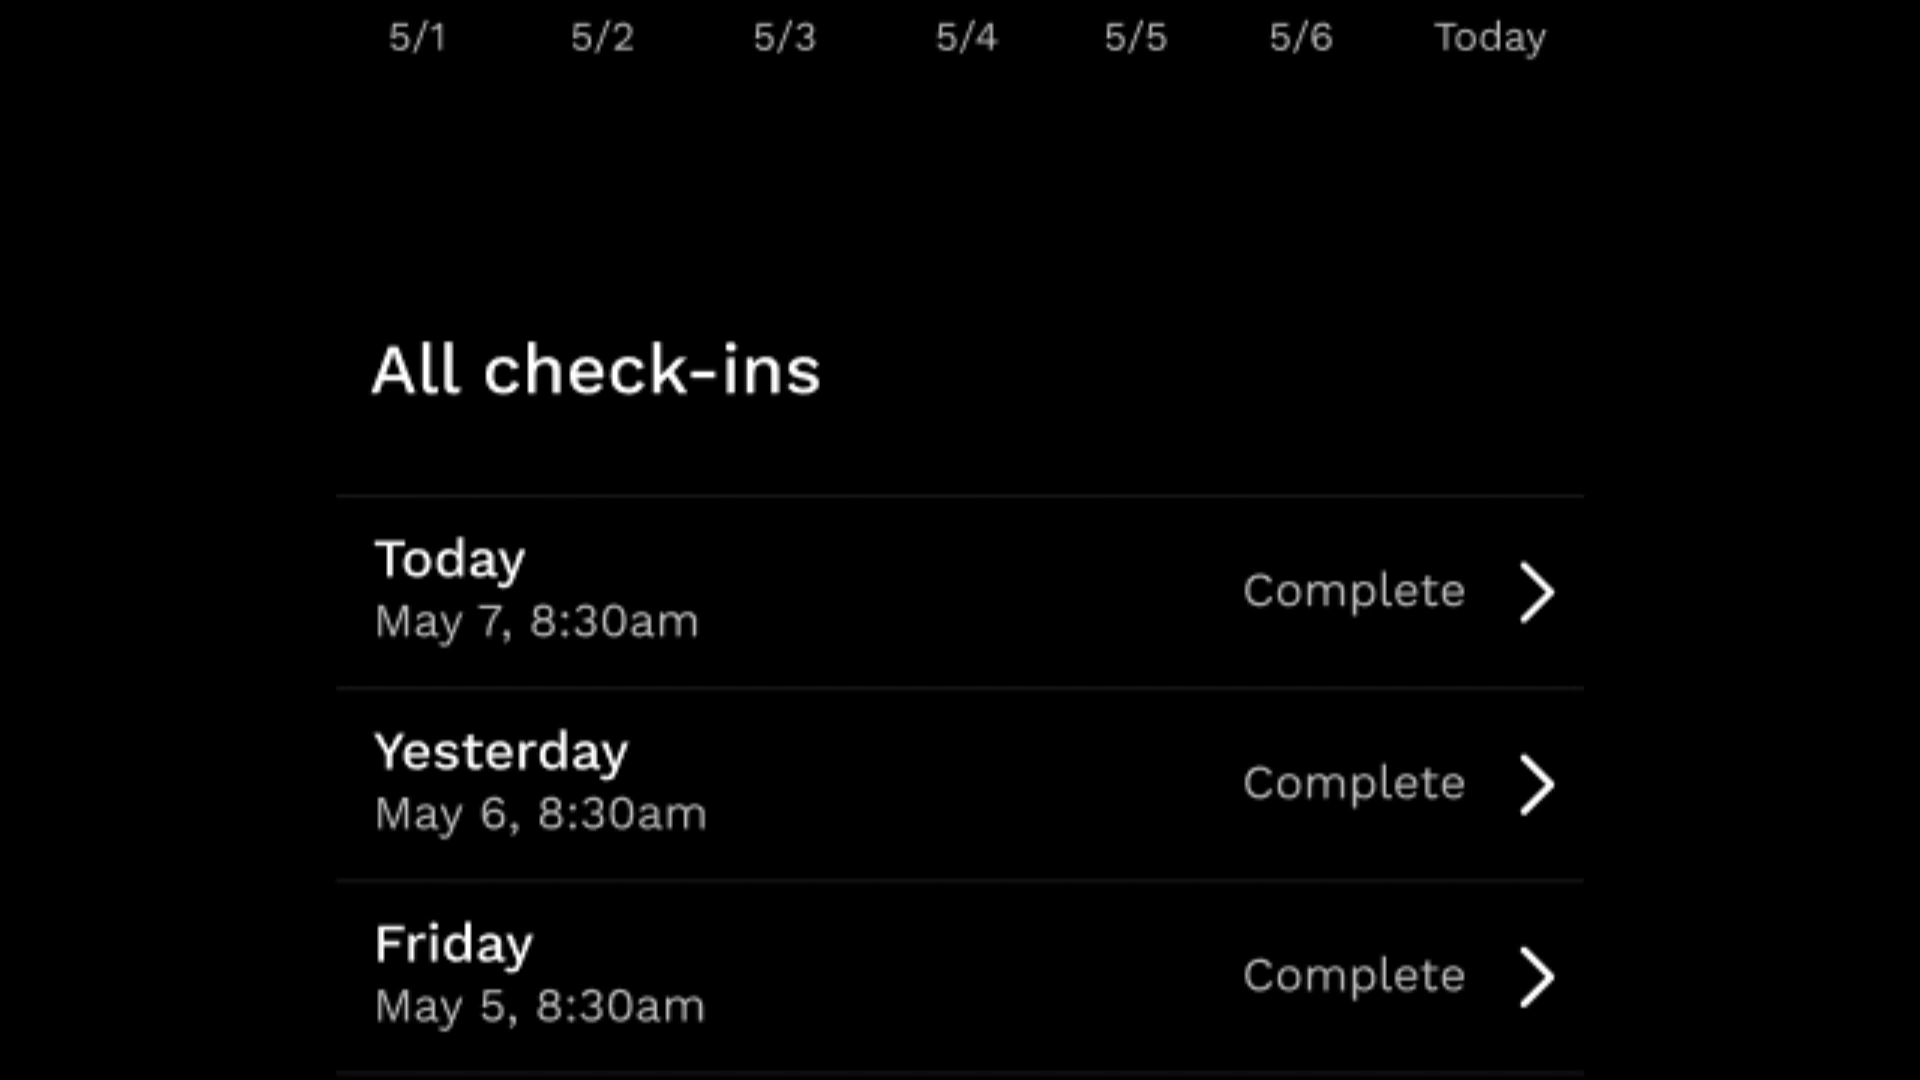 5/1 5/2 5/3 5/4 5/5 5/6 Today
All check-ins
Today
May 7, 8:30am
Complete
Yesterday
May 6, 8:30am
Complete
Friday
May 5, 8:30am
Complete